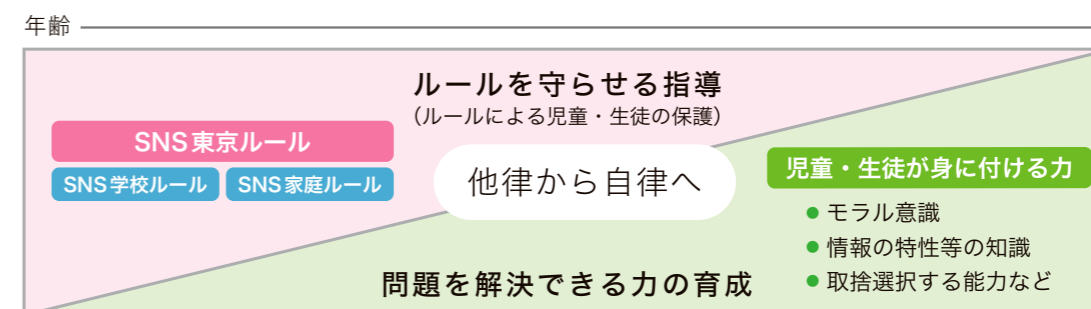 年齢
ルールを守らせる指導
(ルールによる児童・生徒の保護)
SNS東京ルール
SNS学校ルール
SNS家庭ルール
他律から自律へ
児童・生徒が身に付ける力
● モラル意識
● 情報の特性等の知識
● 取捨選択する能力など
問題を解決できる力の育成